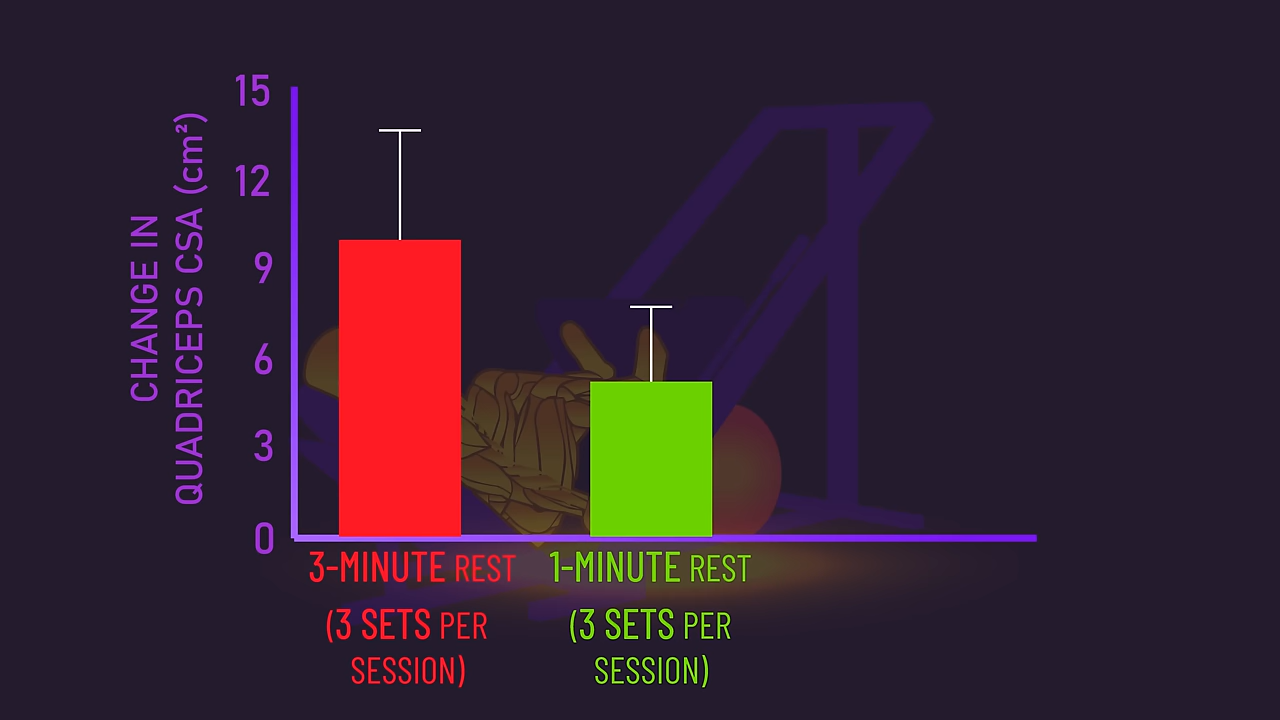 CHANGE IN
QUADRICEPS CSA (cm²)
15
12
9
6
3
0
3-MINUTE REST
(3 SETS PER
SESSION)
1-MINUTE REST
(3 SETS PER
SESSION)